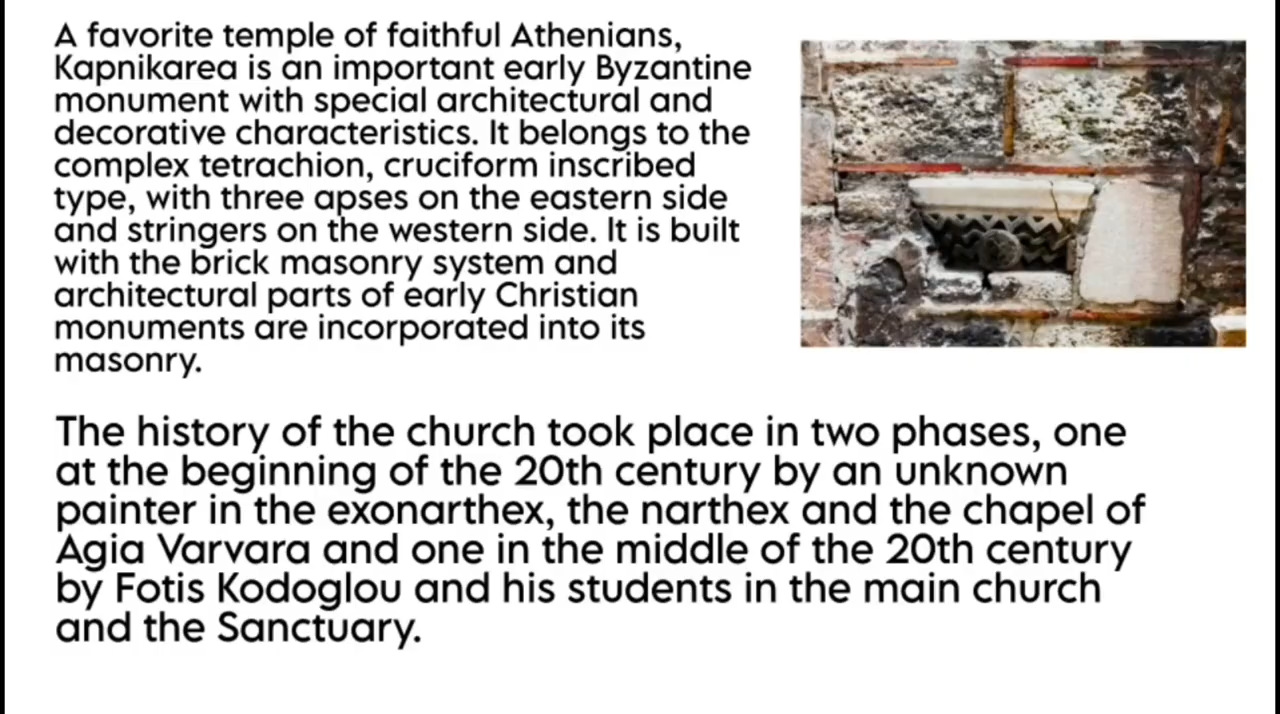 A favorite temple of faithful Athenians,
Kapnikarea is an important early Byzantine
monument with special architectural and
decorative characteristics. It belongs to the
complex tetrachion, cruciform inscribed
type, with three apses on the eastern side
and stringers on the western side. It is built
with the brick masonry system and
architectural parts of early Christian
monuments are incorporated into its
masonry.
The history of the church took place in two phases, one
at the beginning of the 20th century by an unknown
painter in the exonarthex, the narthex and the chapel of
Agia Varvara and one in the middle of the 20th century
by Fotis Kodoglou and his students in the main church
and the Sanctuary.